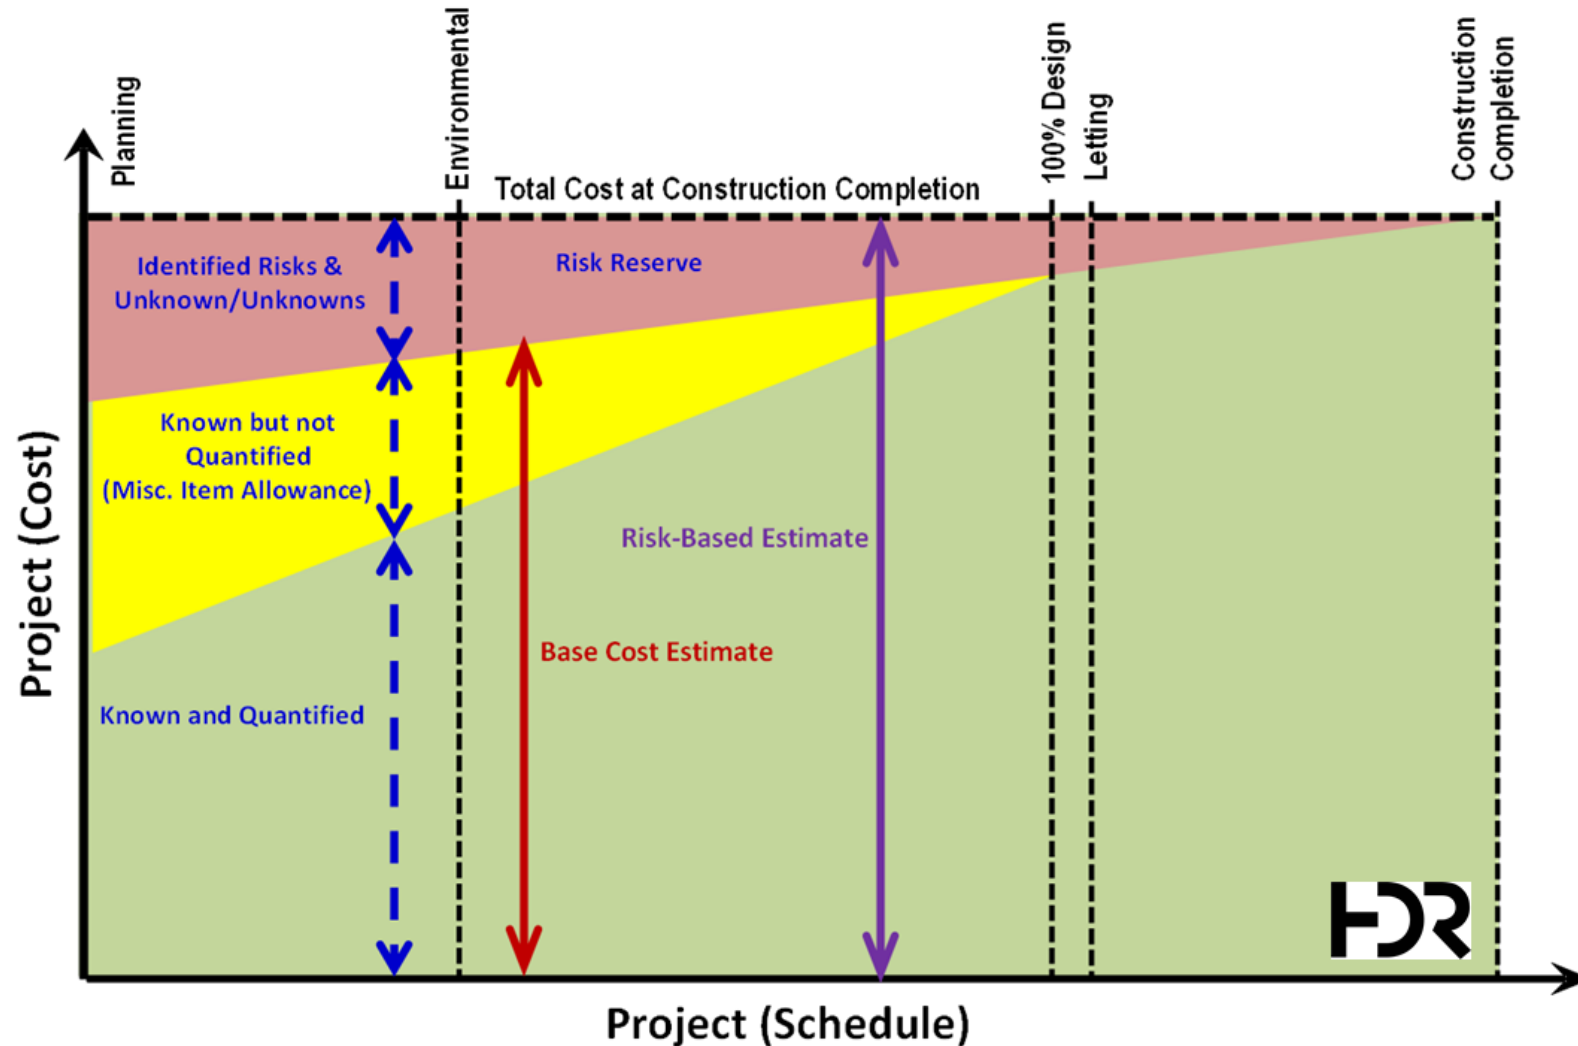 Planning
Environmental
100% Design
Letting
Construction
Completion
Total Cost at Construction Completion
Identified Risks &
Unknown/Unknowns
Risk Reserve
Known but not
Quantified
(Misc. Item Allowance)
Risk-Based Estimate
Base Cost Estimate
Known and Quantified
Project (Cost)
HDR
Project (Schedule)